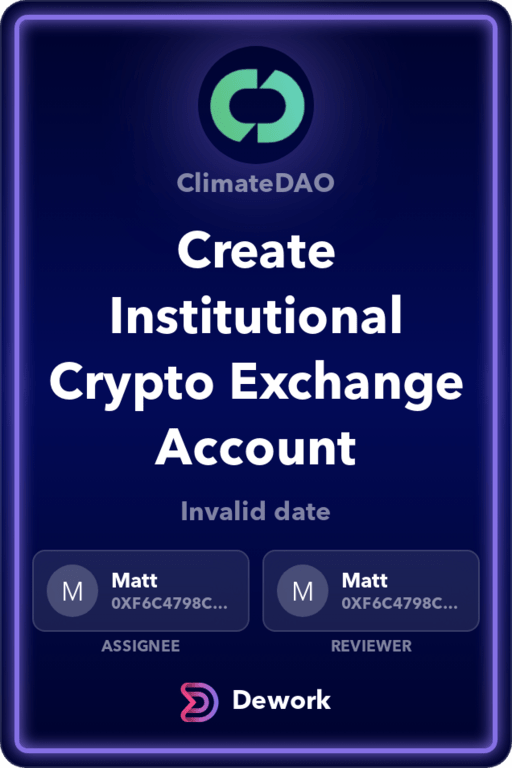 ClimateDAO
Create
Institutional
Crypto Exchange
Account
Invalid date
M
Matt
0XF6C4798C...
M
Matt
0XF6C4798C...
ASSIGNEE
REVIEWER
Dework